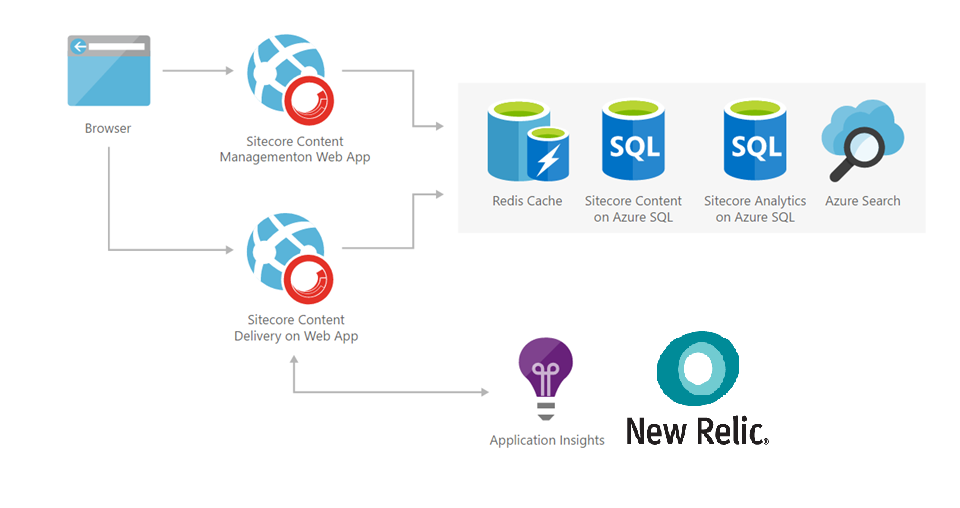 Browser
Sitecore Content
Managementon Web App
SQL
SQL
Redis Cache
Sitecore Content
on Azure SQL
Sitecore Analytics
on Azure SQL
Azure Search
Sitecore Content
Delivery on Web App
Application Insights
New Relic®